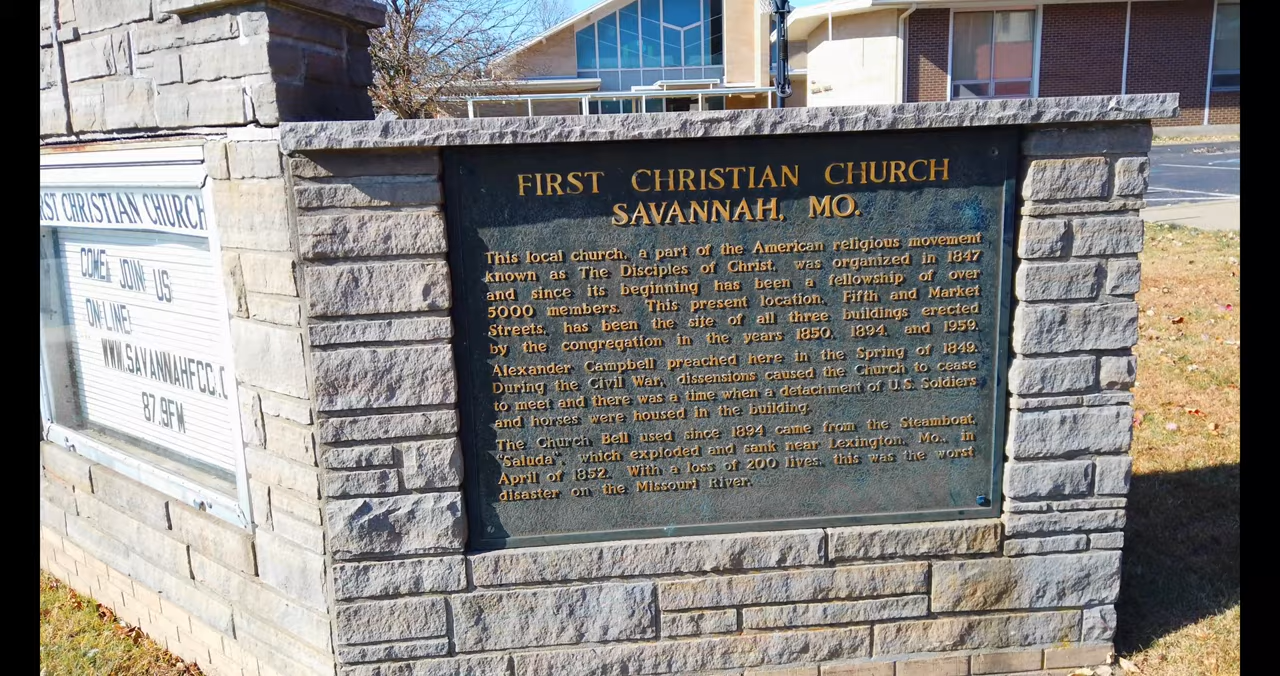 RST CHRISTIAN CHURCH
COME JOIN US
ON-LINE!
WWW.SAVANNAHFCC.C
87.9FM
FIRST CHRISTIAN CHURCH
SAVANNAH, MO.
This local church, a part of the American religious movement
known as The Disciples of Christ, was organized in 1847
and since its beginning has been a fellowship of over
5000 members. This present location, Fifth and Market
Streets, has been the site of all three buildings erected
by the congregation in the years 1850, 1894, and 1959.
Alexander Campbell preached here in the Spring of 1849.
During the Civil War, dissensions caused the Church to cease
to meet and there was a time when a detachment of U.S. Soldiers
and horses were housed in the building.
The Church Bell used since 1894 came from the Steamboat,
"Saluda", which exploded and sank near Lexington, Mo., in
April of 1852. With a loss of 200 lives, this was the worst
disaster on the Missouri River.